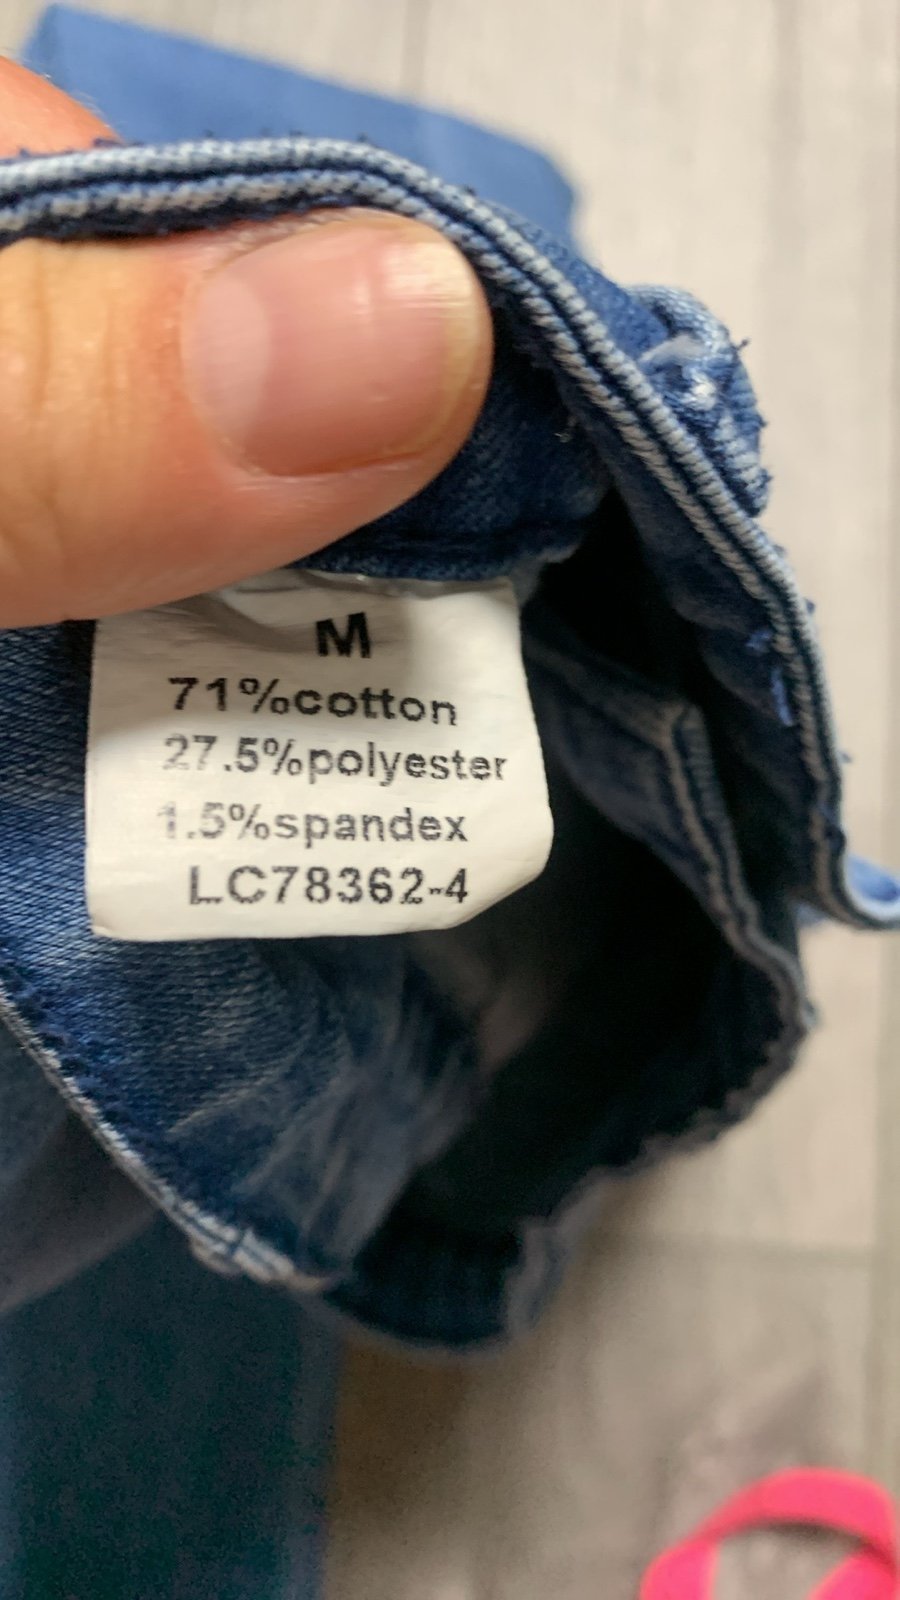 M
71%cotton
27.5%polyester
1.5%spandex
LC78362-4